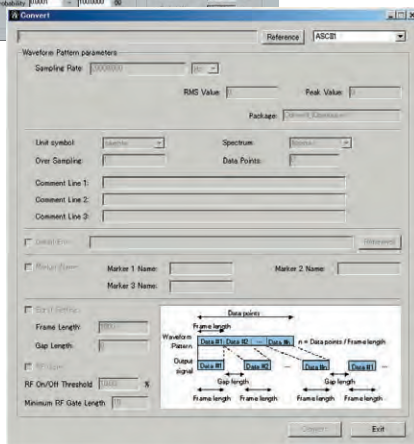 Convert
Reference ASCII1
Waveform Pattern parameters
Sampling Rate:
RMS Value: Peak Value:
Package:
Unit symbol: Spectrum:
Over Sampling: Data Points:
Comment Line 1:
Comment Line 2:
Comment Line 3:
Marker 1 Name: Marker 2 Name:
Marker 3 Name:
Frame Length:
Gap Length:
RF On/Off Threshold %
Minimum RF Gate Length
Data points
Frame length
Waveform Pattern Data #1 Data #2 ... Data #n n = Data points / Frame length
Output signal Data #1 Data #2 ... Data #n Data #1 ...
Gap length Gap length
Frame length Frame length Frame length Frame length
Convert Exit